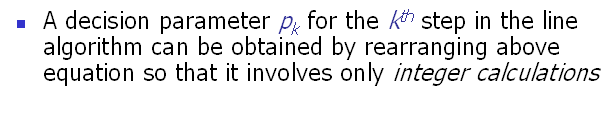 A decision parameter pk for the kth step in the line
algorithm can be obtained by rearranging above
equation so that it involves only integer calculations